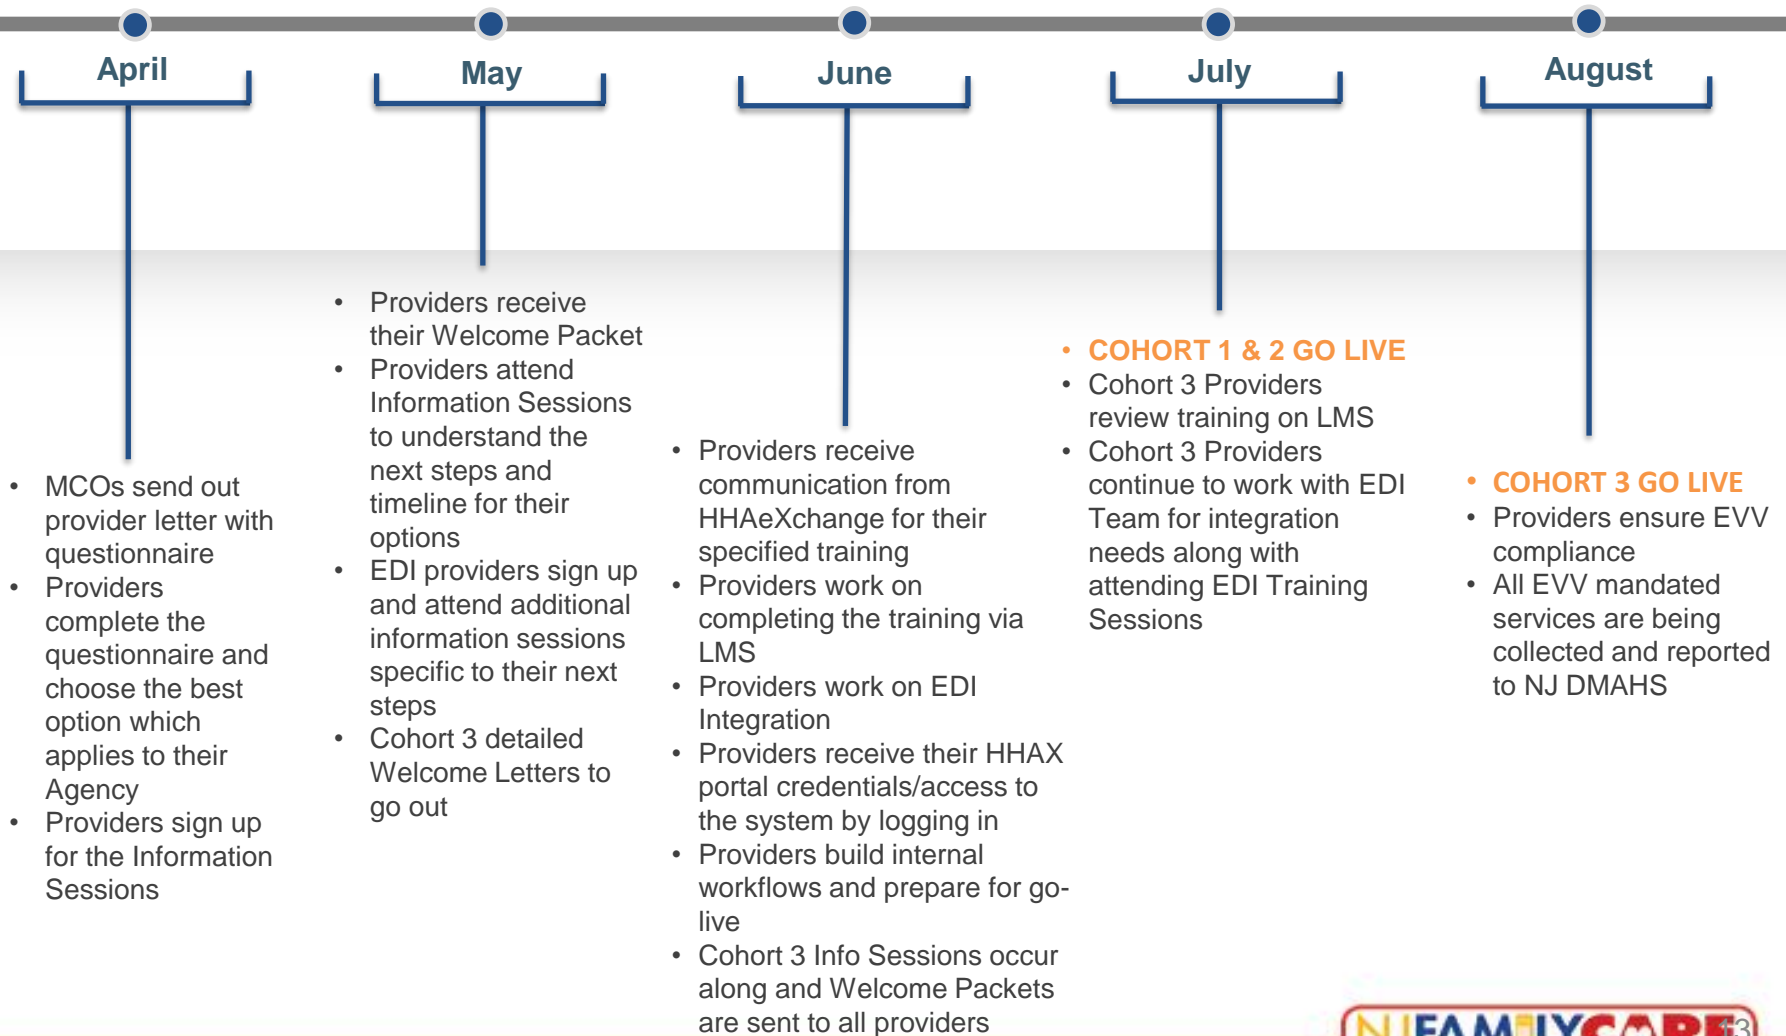 April
May
June
July
August
• MCOs send out
provider letter with
questionnaire
• Providers
complete the
questionnaire and
choose the best
option which
applies to their
Agency
• Providers sign up
for the Information
Sessions
• Providers receive
their Welcome Packet
• Providers attend
Information Sessions
to understand the
next steps and
timeline for their
options
• EDI providers sign up
and attend additional
information sessions
specific to their next
steps
• Cohort 3 detailed
Welcome Letters to
go out
• Providers receive
communication from
HHAeXchange for their
specified training
• Providers work on
completing the training via
LMS
• Providers work on EDI
Integration
• Providers receive their HHAX
portal credentials/access to
the system by logging in
• Providers build internal
workflows and prepare for go-
live
• Cohort 3 Info Sessions occur
along and Welcome Packets
are sent to all providers
• COHORT 1 & 2 GO LIVE
• Cohort 3 Providers
review training on LMS
• Cohort 3 Providers
continue to work with EDI
Team for integration
needs along with
attending EDI Training
Sessions
• COHORT 3 GO LIVE
• Providers ensure EVV
compliance
• All EVV mandated
services are being
collected and reported
to NJ DMAHS
NJ FAMILYCARE
13